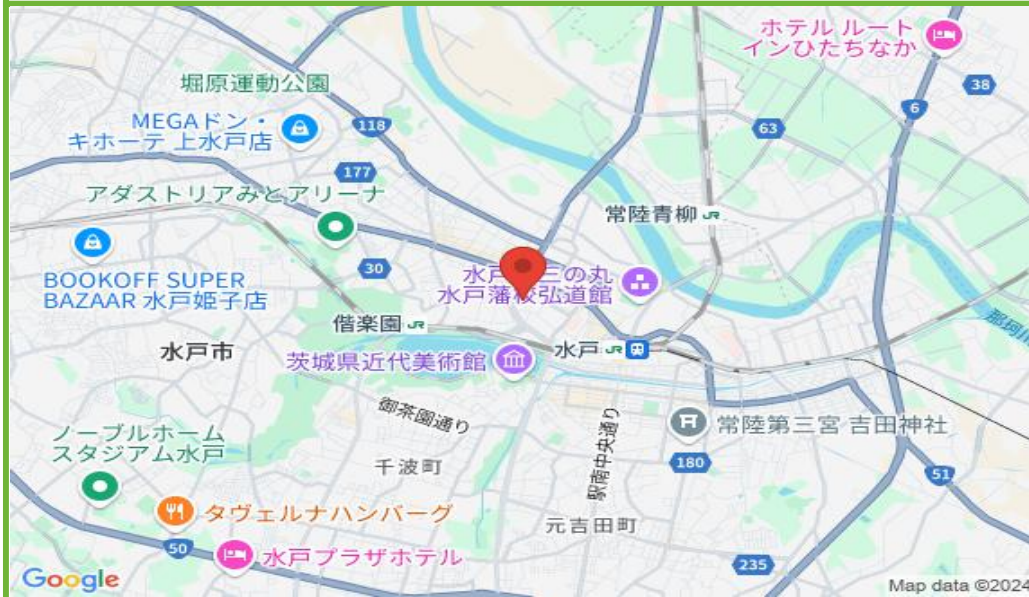 ホテル ルート
インひたちなか
堀原運動公園
38
MEGAドン・
キホーテ 上水戸店
118
6
63
177
アダストリアみとアリーナ
常陸青柳 JR
30
水戸 三の丸
水戸藩校弘道館
BOOKOFF SUPER
BAZAAR 水戸姫子店
偕楽園 JR
那珂川
水戸市
茨城県近代美術館
水戸 JR
御茶園通り
駅南中央通り
常陸第三宮 吉田神社
ノーブルホーム
スタジアム水戸
千波町
180
51
タヴェルナハンバーグ
元吉田町
50
水戸プラザホテル
235
Google
Map data ©2024